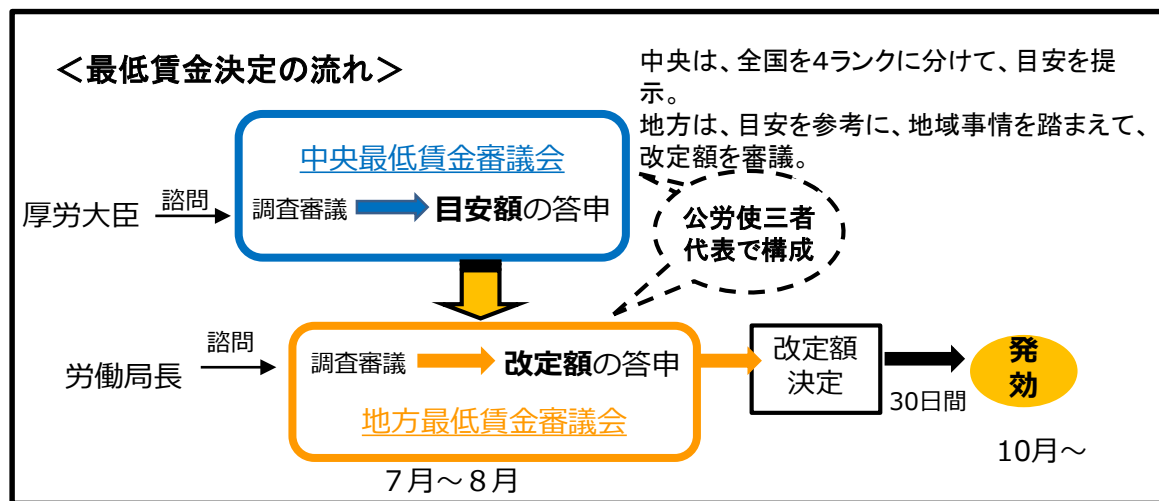 ＜最低賃金決定の流れ＞
中央は、全国を4ランクに分けて、目安を提
示。
地方は、目安を参考に、地域事情を踏まえて、
改定額を審議。
中央最低賃金審議会
厚労大臣
諮問
調査審議
目安額の答申
公労使三者
代表で構成
労働局長
諮問
調査審議
改定額の答申
地方最低賃金審議会
改定額
決定
30日間
発
効
７月～８月
10月～